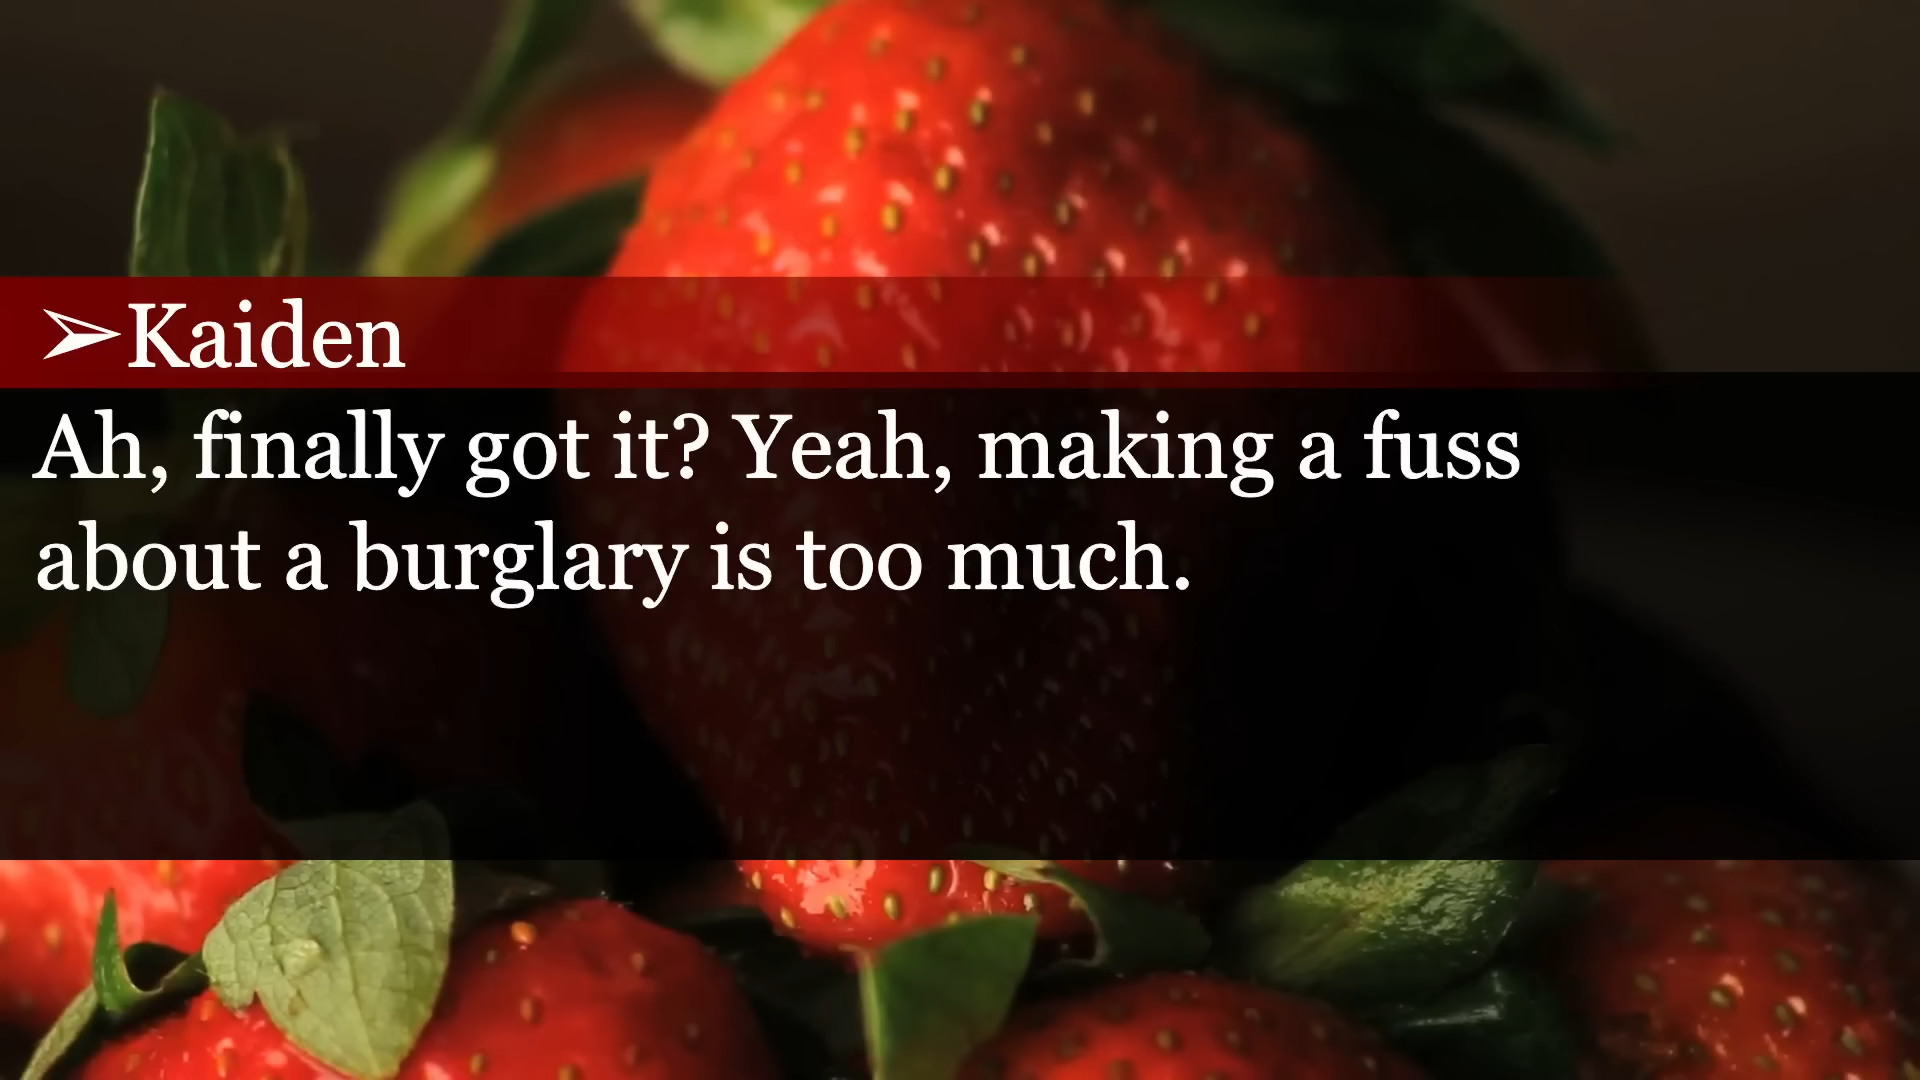 ➢Kaiden
Ah, finally got it? Yeah, making a fuss
about a burglary is too much.